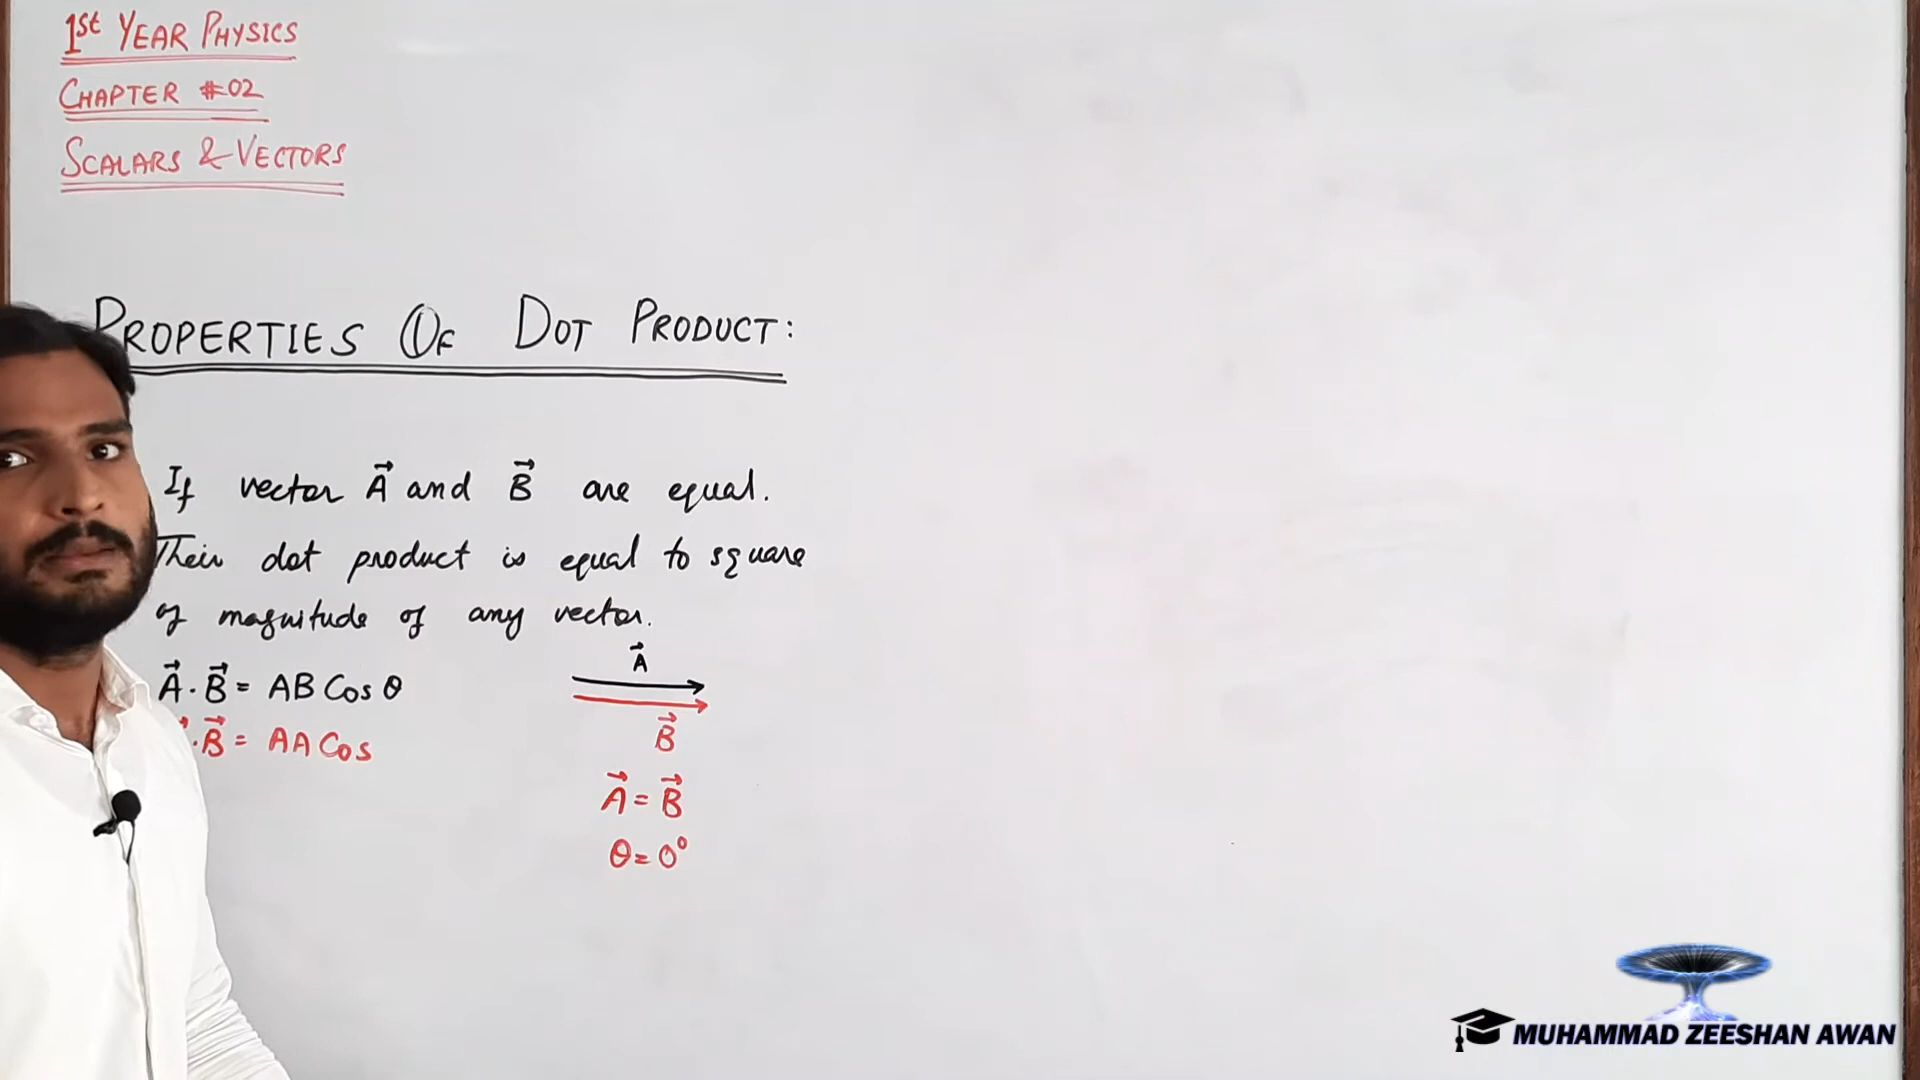 1st YEAR PHYSICS
CHAPTER #02
SCALARS & VECTORS
PROPERTIES OF DOT PRODUCT:
If vector A⃗ and B⃗ are equal.
Their dot product is equal to square
of magnitude of any vector.
A⃗ . B⃗ = AB Cos θ
. B⃗ = AA Cos
A⃗
B⃗
A⃗ = B⃗
θ = 0°
MUHAMMAD ZEESHAN AWAN